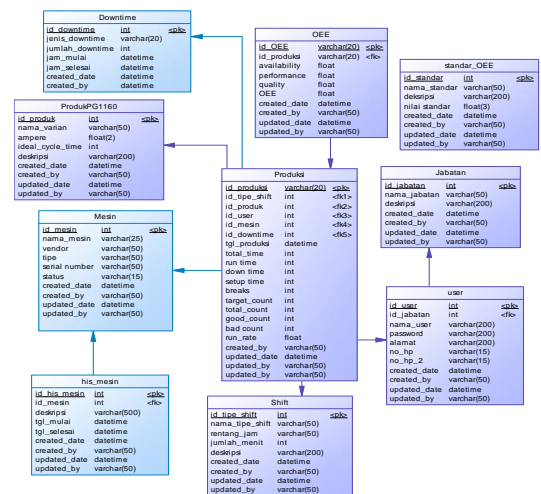 Downtime
id_downtime int <pk>
jenis_downtime varchar(20)
jumlah_downtime int
jam_mulai datetime
jam_selesai datetime
created_date datetime
created_by varchar(50)
OEE
id_OEE varchar(20) <pk>
id_produksi varchar(20) <fk>
availability float
performance float
quality float
OEE float
created_date datetime
created_by varchar(50)
updated_date datetime
updated_by varchar(50)
standar_OEE
id_standar int <pk>
nama_standar varchar(50)
deksripsi varchar(200)
nilai standar float(3)
created_date datetime
created_by varchar(50)
updated_date datetime
updated_by varchar(50)
ProdukPG1160
id_produk int <pk>
nama_varian varchar(50)
ampere float(2)
ideal_cycle_time int
deskripsi varchar(200)
created_date datetime
created_by varchar(50)
updated_date datetime
updated_by varchar(50)
Produksi
id_produksi varchar(20) <pk>
id_tipe_shift int <fk1>
id_produk int <fk2>
id_user int <fk3>
id_mesin int <fk4>
id_downtime int <fk5>
tgl_produksi datetime
total_time int
run time int
down time int
setup time int
breaks int
target_count int
total_count int
good_count int
bad count int
run_rate float
created_by varchar(50)
updated_date datetime
updated_by varchar(50)
Jabatan
id_jabatan int <pk>
nama_jabatan varchar(50)
deskripsi varchar(200)
created_date datetime
created_by varchar(50)
updated_date datetime
updated_by varchar(50)
Mesin
id_mesin int <pk>
nama_mesin varchar(25)
vendor varchar(50)
tipe varchar(50)
serial number varchar(50)
status varchar(15)
created_date datetime
created_by varchar(50)
updated_date datetime
updated_by varchar(50)
user
id_user int <pk>
id_jabatan int <fk>
nama_user varchar(200)
password varchar(200)
alamat varchar(200)
no_hp varchar(15)
no_hp_2 varchar(15)
created_date datetime
created_by varchar(50)
updated_date datetime
updated_by varchar(50)
his_mesin
id_his_mesin int <pk>
id_mesin int <fk>
deskripsi varchar(500)
tgl_mulai datetime
tgl_selesai datetime
created_date datetime
created_by varchar(50)
updated_date datetime
updated_by varchar(50)
Shift
id_tipe_shift int <pk>
nama_tipe_shift varchar(50)
rentang_jam varchar(50)
jumlah_menit int
deskripsi varchar(200)
created_date datetime
created_by varchar(50)
updated_date datetime
updated_by varchar(50)